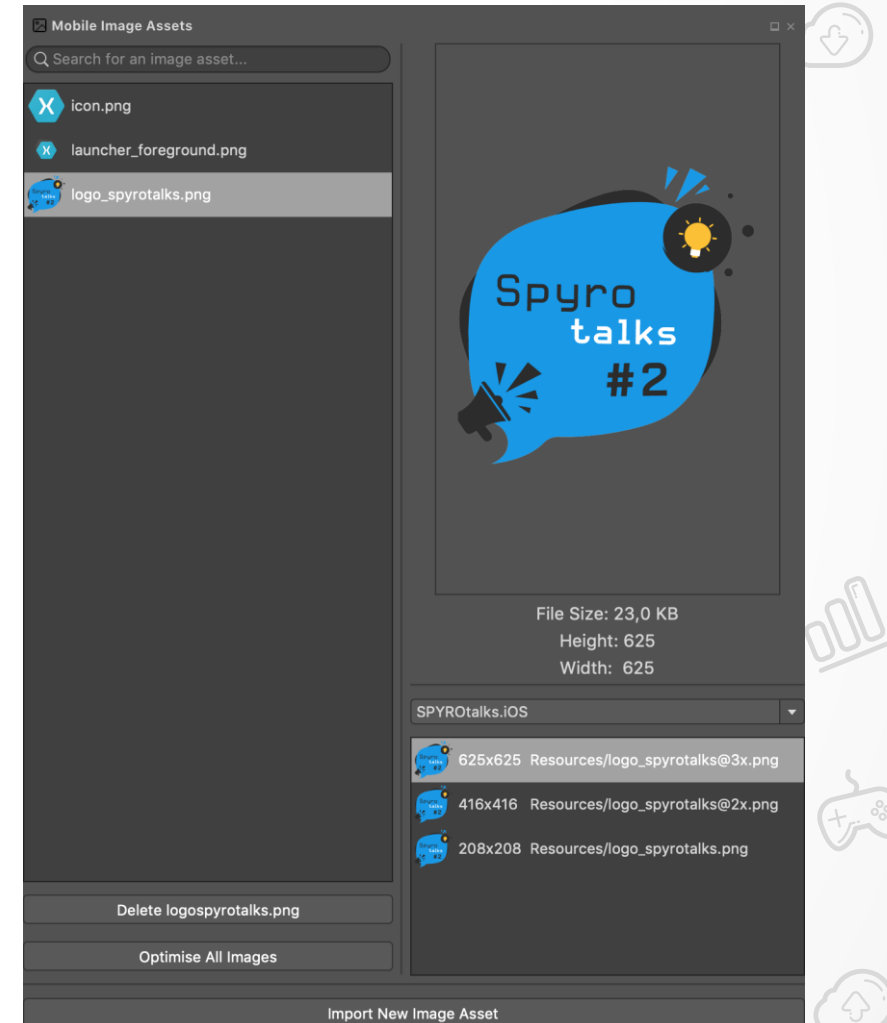 Mobile Image Assets
Search for an image asset...
icon.png
launcher_foreground.png
logo_spyrotalks.png
Delete logospyrotalks.png
Optimise All Images
Spyro
talks
#2
File Size: 23,0 KB
Height: 625
Width: 625
SPYROtalks.iOS
625x625 Resources/logo_spyrotalks@3x.png
416x416 Resources/logo_spyrotalks@2x.png
208x208 Resources/logo_spyrotalks.png
Import New Image Asset